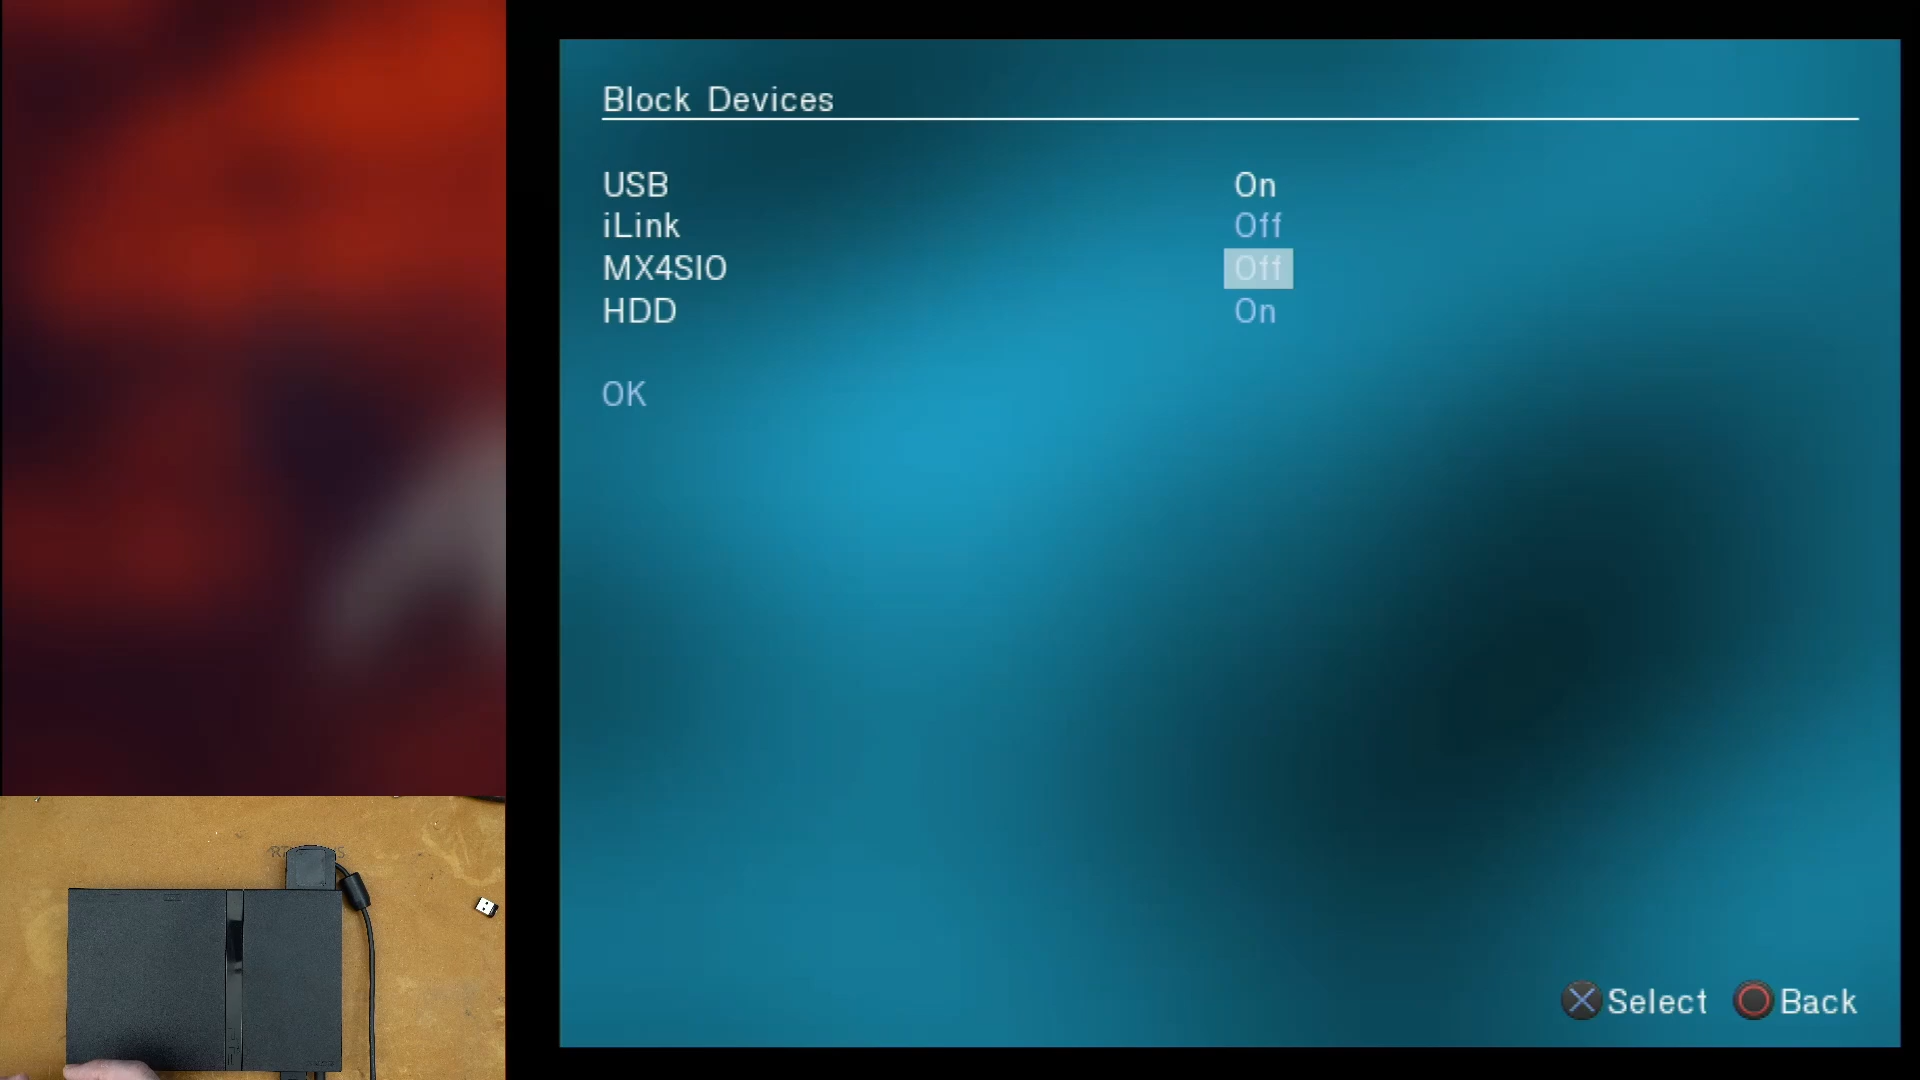 Block Devices
USB On
iLink Off
MX4SIO Off
HDD On
OK
Select Back